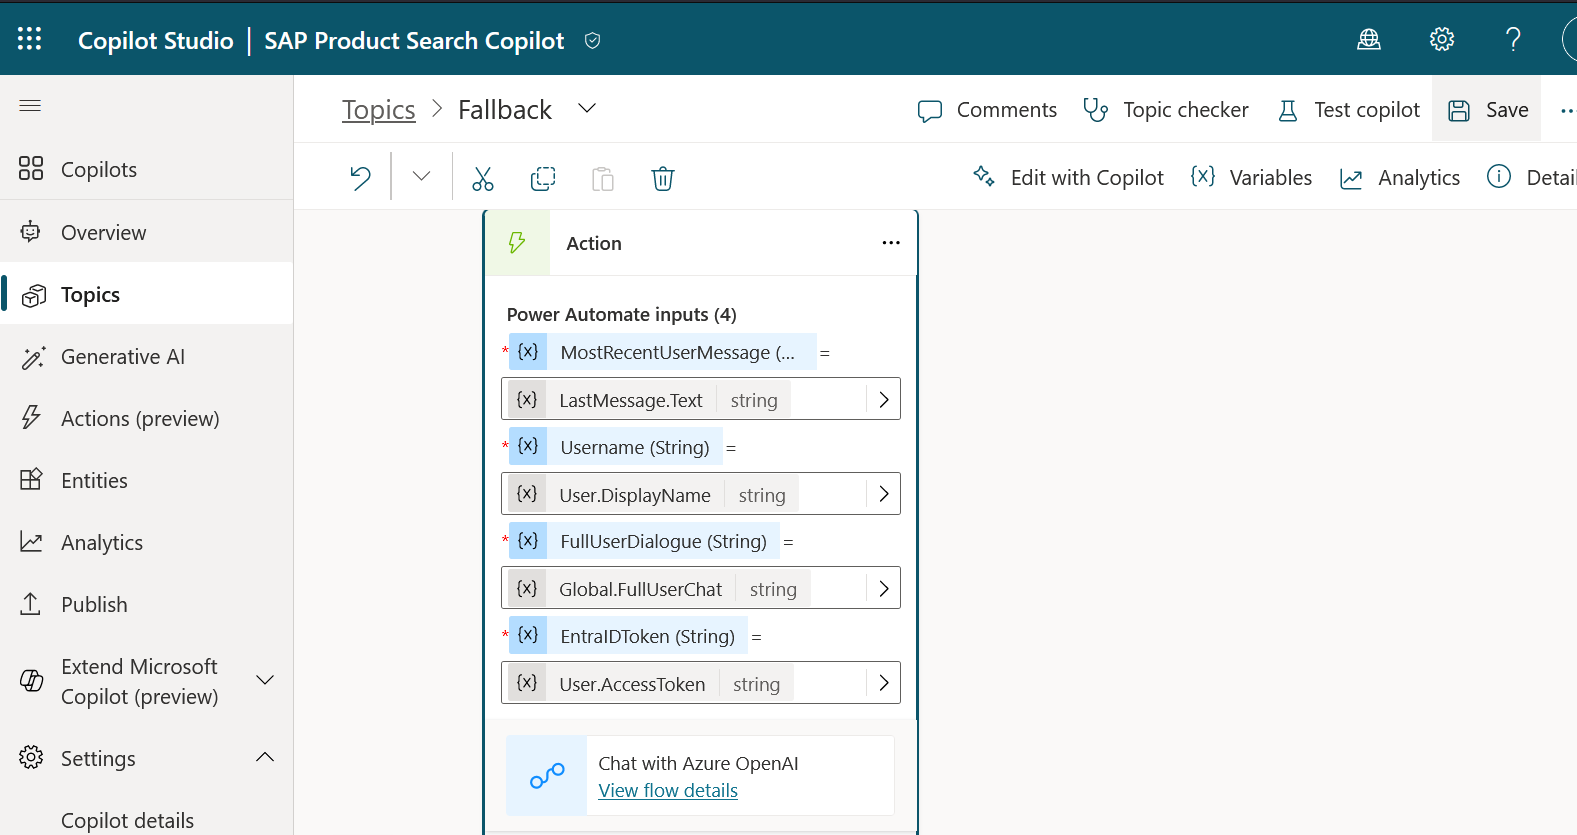 Copilot Studio | SAP Product Search Copilot
Topics > Fallback
Comments
Topic checker
Test copilot
Save
Edit with Copilot
{x} Variables
Analytics
Detail
Copilots
Overview
Topics
Generative AI
Actions (preview)
Entities
Analytics
Publish
Extend Microsoft
Copilot (preview)
Settings
Copilot details
Action
Power Automate inputs (4)
* {x} MostRecentUserMessage (... =
{x} LastMessage.Text string
* {x} Username (String) =
{x} User.DisplayName string
* {x} FullUserDialogue (String) =
{x} Global.FullUserChat string
* {x} EntraIDToken (String) =
{x} User.AccessToken string
Chat with Azure OpenAI
View flow details